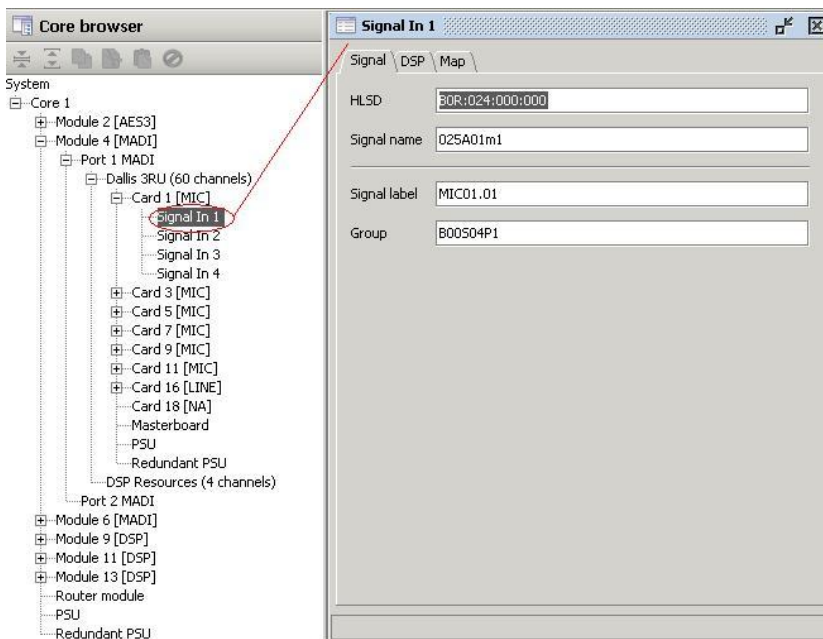 Core browser
System
Core 1
Module 2 [AES3]
Module 4 [MADI]
Port 1 MADI
Dallis 3RU (60 channels)
Card 1 [MIC]
Signal In 1
Signal In 2
Signal In 3
Signal In 4
Card 3 [MIC]
Card 5 [MIC]
Card 7 [MIC]
Card 9 [MIC]
Card 11 [MIC]
Card 16 [LINE]
Card 18 [NA]
Masterboard
PSU
Redundant PSU
DSP Resources (4 channels)
Port 2 MADI
Module 6 [MADI]
Module 9 [DSP]
Module 11 [DSP]
Module 13 [DSP]
Router module
PSU
Redundant PSU
Signal In 1
Signal DSP Map
HLSD B0R:024:000:000
Signal name 025A01m1
Signal label MIC01.01
Group B00S04P1